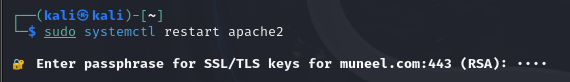 ┌──(kali㉿kali)-[~]
└─$ sudo systemctl restart apache2
🔐 Enter passphrase for SSL/TLS keys for muneel.com:443 (RSA): ····